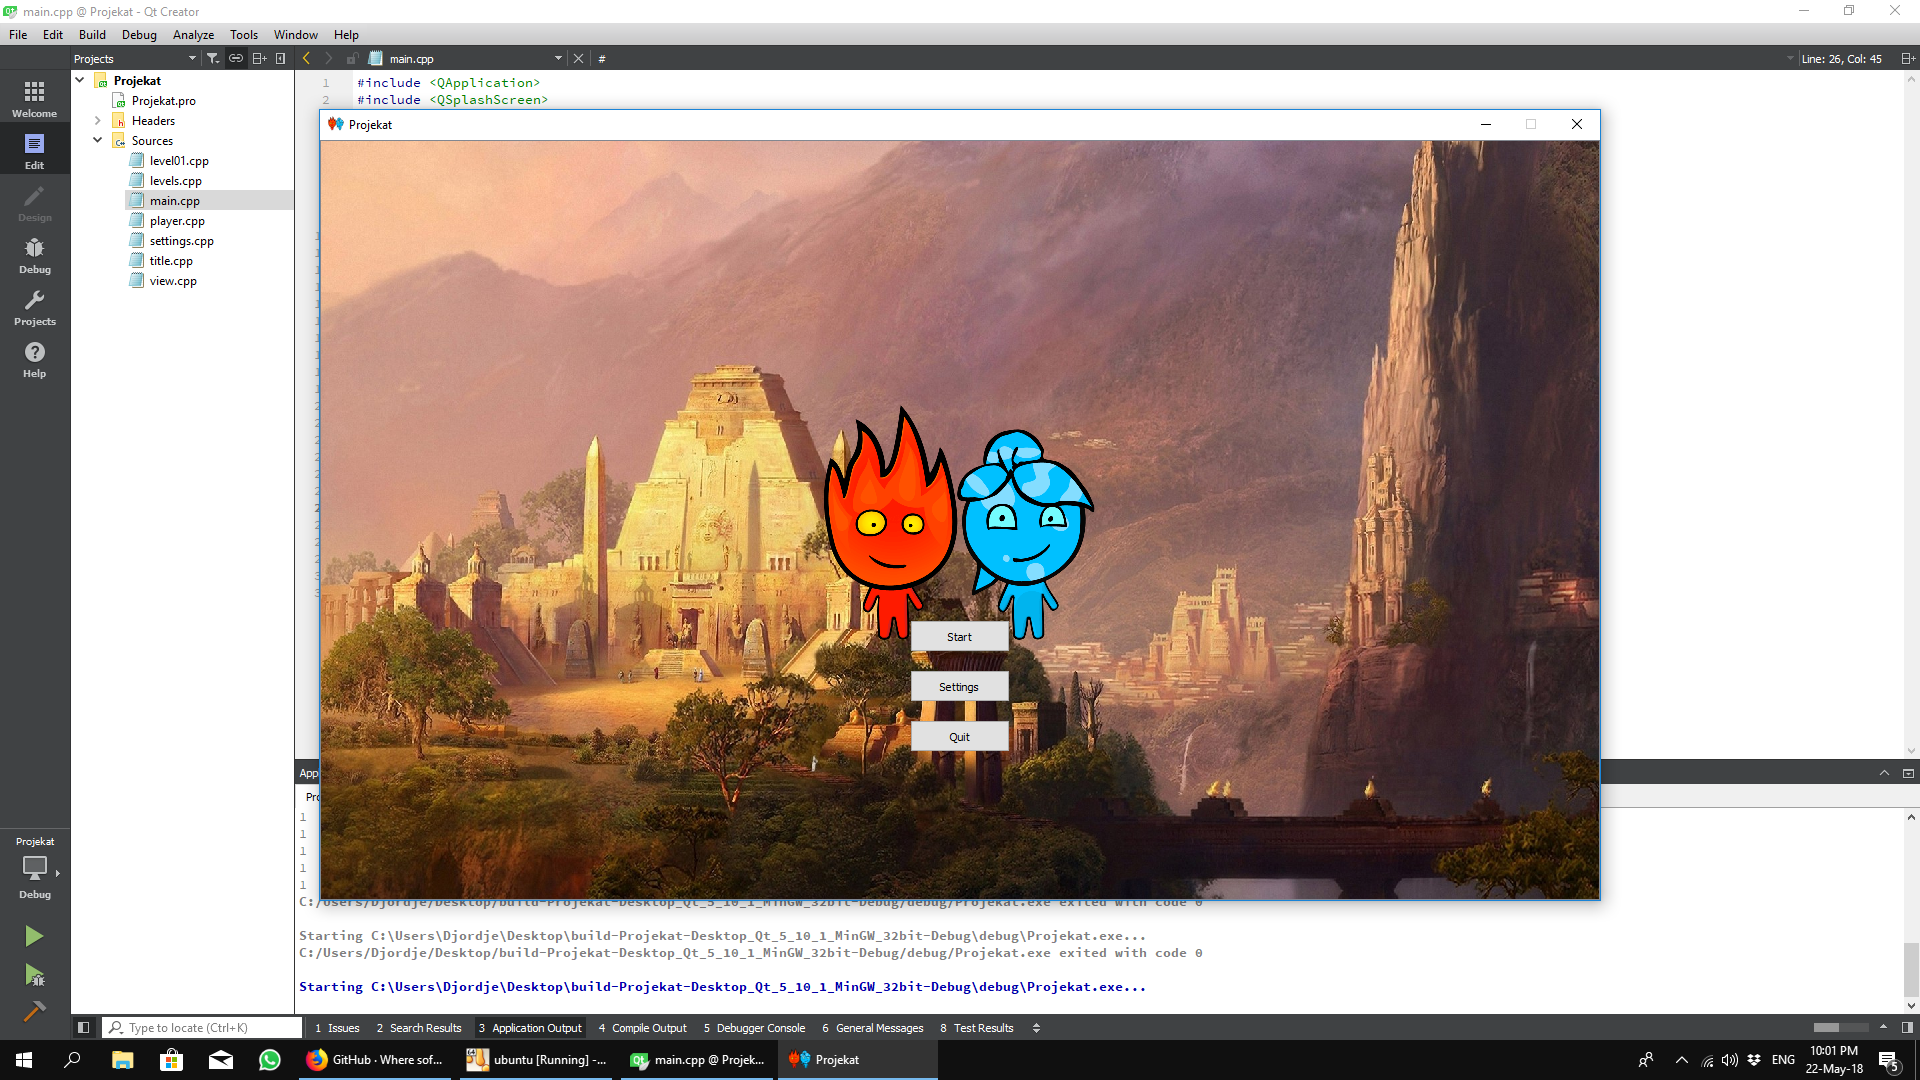 main.cpp @ Projekat - Qt Creator
File Edit Build Debug Analyze Tools Window Help
Projects
main.cpp
#
Line: 26, Col: 45
Welcome
Edit
Design
Debug
Projects
Help
Projekat
Projekat.pro
Headers
Sources
level01.cpp
levels.cpp
main.cpp
player.cpp
settings.cpp
title.cpp
view.cpp
1 #include <QApplication>
2 #include <QSplashScreen>
Projekat
Start
Settings
Quit
App
1
1
1
1
1
C:/Users/Djordje/Desktop/build-Projekat-Desktop_Qt_5_10_1_MinGW_32bit-Debug/debug/Projekat.exe exited with code 0
Starting C:\Users\Djordje\Desktop\build-Projekat-Desktop_Qt_5_10_1_MinGW_32bit-Debug\debug\Projekat.exe...
C:/Users/Djordje/Desktop/build-Projekat-Desktop_Qt_5_10_1_MinGW_32bit-Debug/debug/Projekat.exe exited with code 0
Starting C:\Users\Djordje\Desktop\build-Projekat-Desktop_Qt_5_10_1_MinGW_32bit-Debug\debug\Projekat.exe...
Projekat
Debug
Type to locate (Ctrl+K)
1 Issues 2 Search Results 3 Application Output 4 Compile Output 5 Debugger Console 6 General Messages 8 Test Results
GitHub · Where sof...
ubuntu [Running] -...
main.cpp @ Projek...
Projekat
ENG
10:01 PM
22-May-18
5